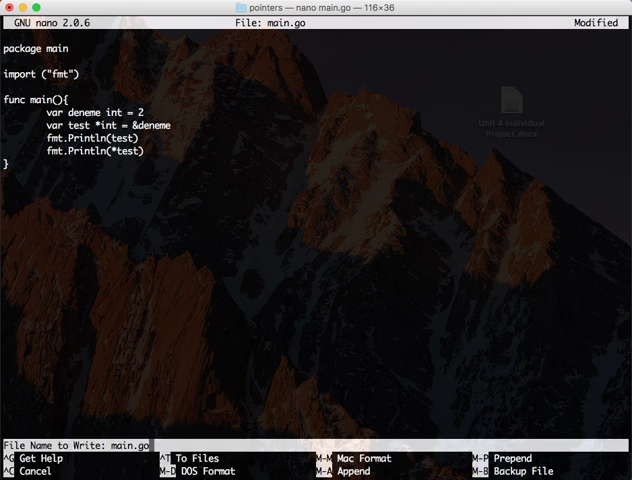 pointers — nano main.go — 116×36
GNU nano 2.0.6 File: main.go Modified
package main
import ("fmt")
func main(){
var deneme int = 2
var test *int = &deneme
fmt.Println(test)
fmt.Println(*test)
}
Unit 4 Individual
Project.docx
File Name to Write: main.go
^G Get Help ^T To Files M-M Mac Format M-P Prepend
^C Cancel M-D DOS Format M-A Append M-B Backup File